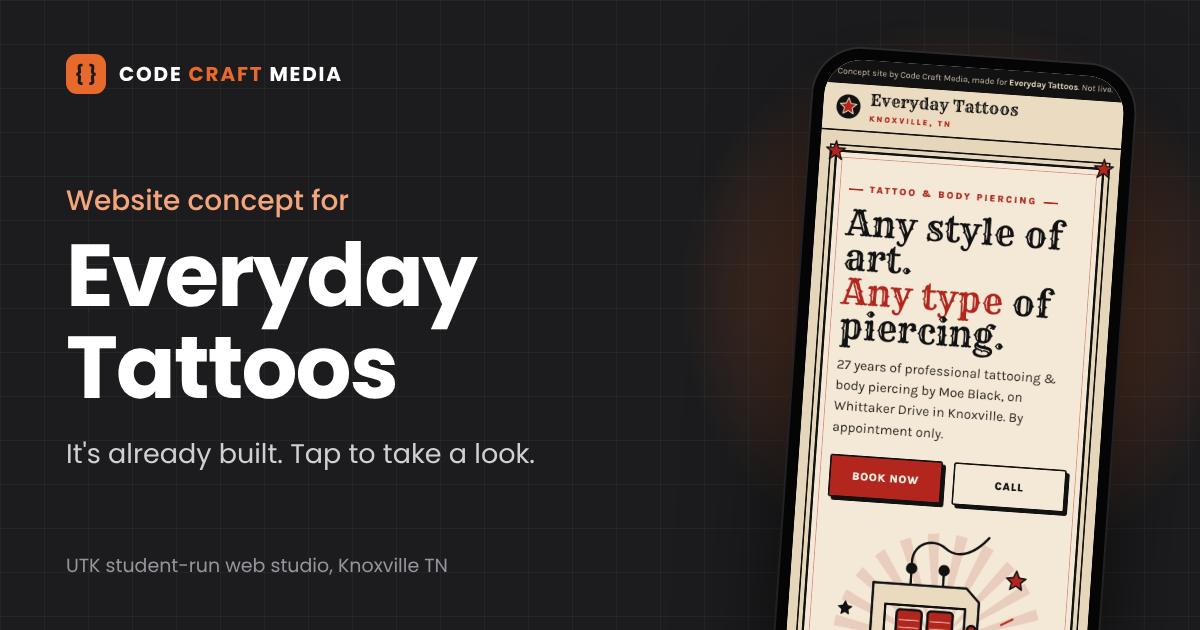 { } CODE CRAFT MEDIA
Website concept for
Everyday
Tattoos
It's already built. Tap to take a look.
UTK student-run web studio, Knoxville TN
Concept site by Code Craft Media, made for Everyday Tattoos. Not live.
Everyday Tattoos
KNOXVILLE, TN
— TATTOO & BODY PIERCING —
Any style of
art.
Any type of
piercing.
27 years of professional tattooing &
body piercing by Moe Black, on
Whittaker Drive in Knoxville. By
appointment only.
BOOK NOW
CALL